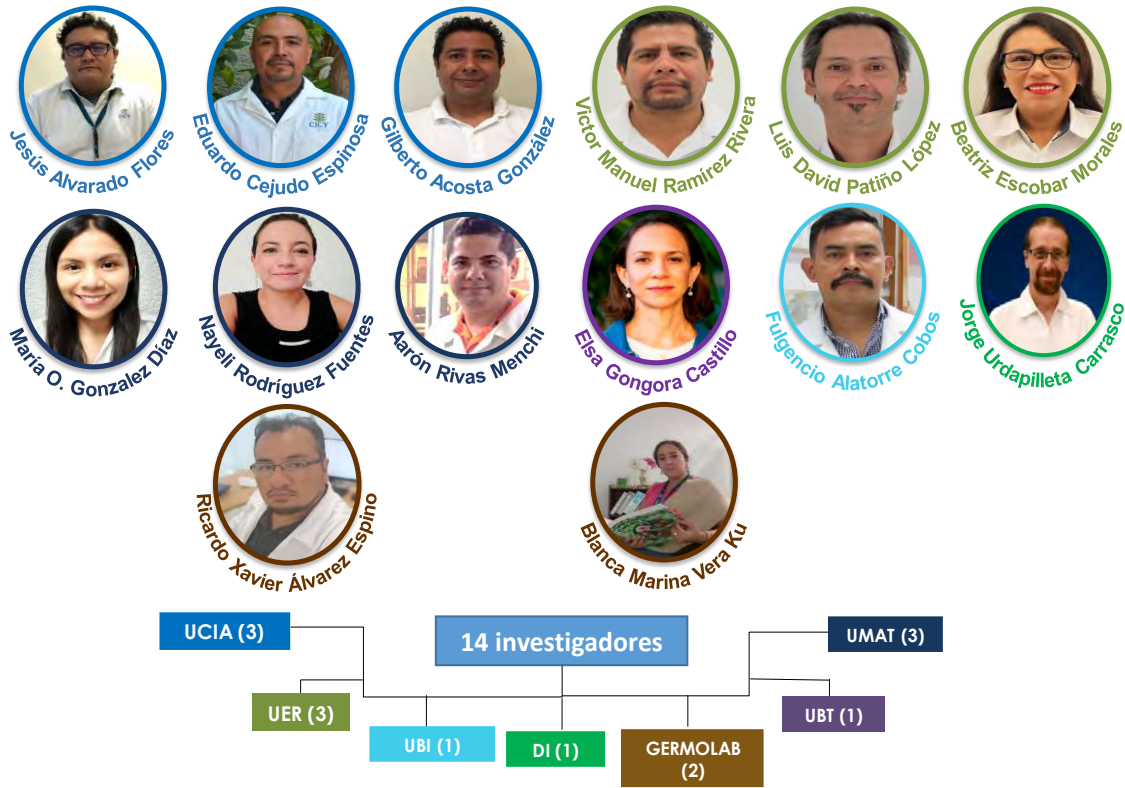 CICY
CICY
Jesús Alvarado Flores
Eduardo Cejudo Espinosa
Gilberto Acosta González
Victor Manuel Ramírez Rivera
Luis David Patiño López
Beatriz Escobar Morales
María O. Gonzalez Díaz
Nayeli Rodríguez Fuentes
Aarón Rivas Menchi
Elsa Gongora Castillo
Fulgencio Alatorre Cobos
Jorge Urdapilleta Carrasco
Ricardo Xavier Álvarez Espino
Blanca Marina Vera Ku
UCIA (3)
14 investigadores
UMAT (3)
UER (3)
UBI (1)
DI (1)
GERMOLAB
(2)
UBT (1)